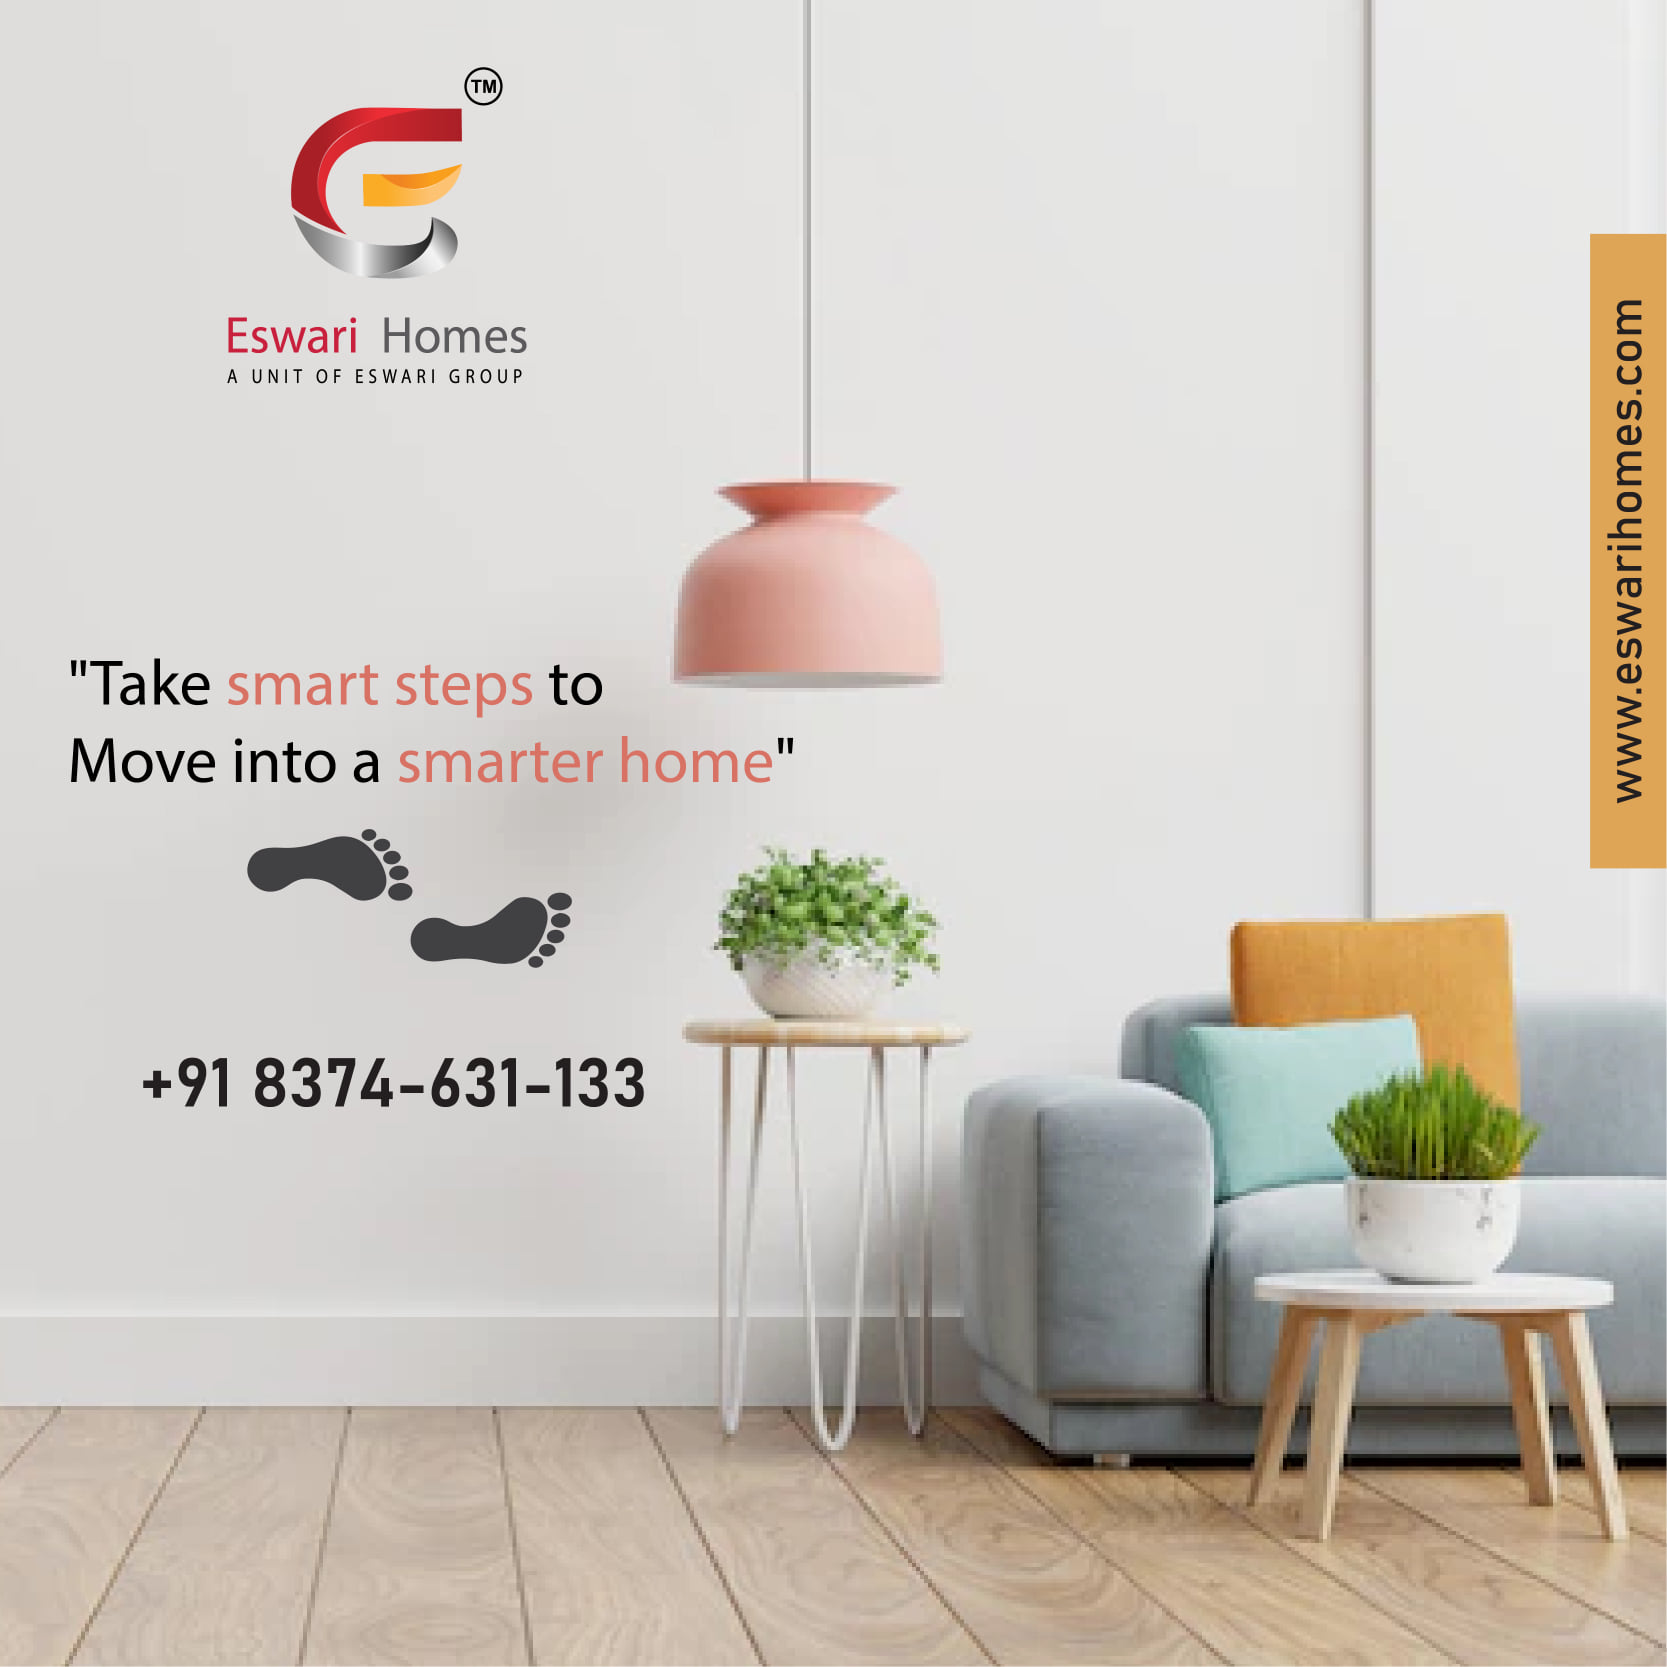 TM
Eswari Homes
A UNIT OF ESWARI GROUP
"Take smart steps to
Move into a smarter home"
+91 8374-631-133
www.eswarihomes.com